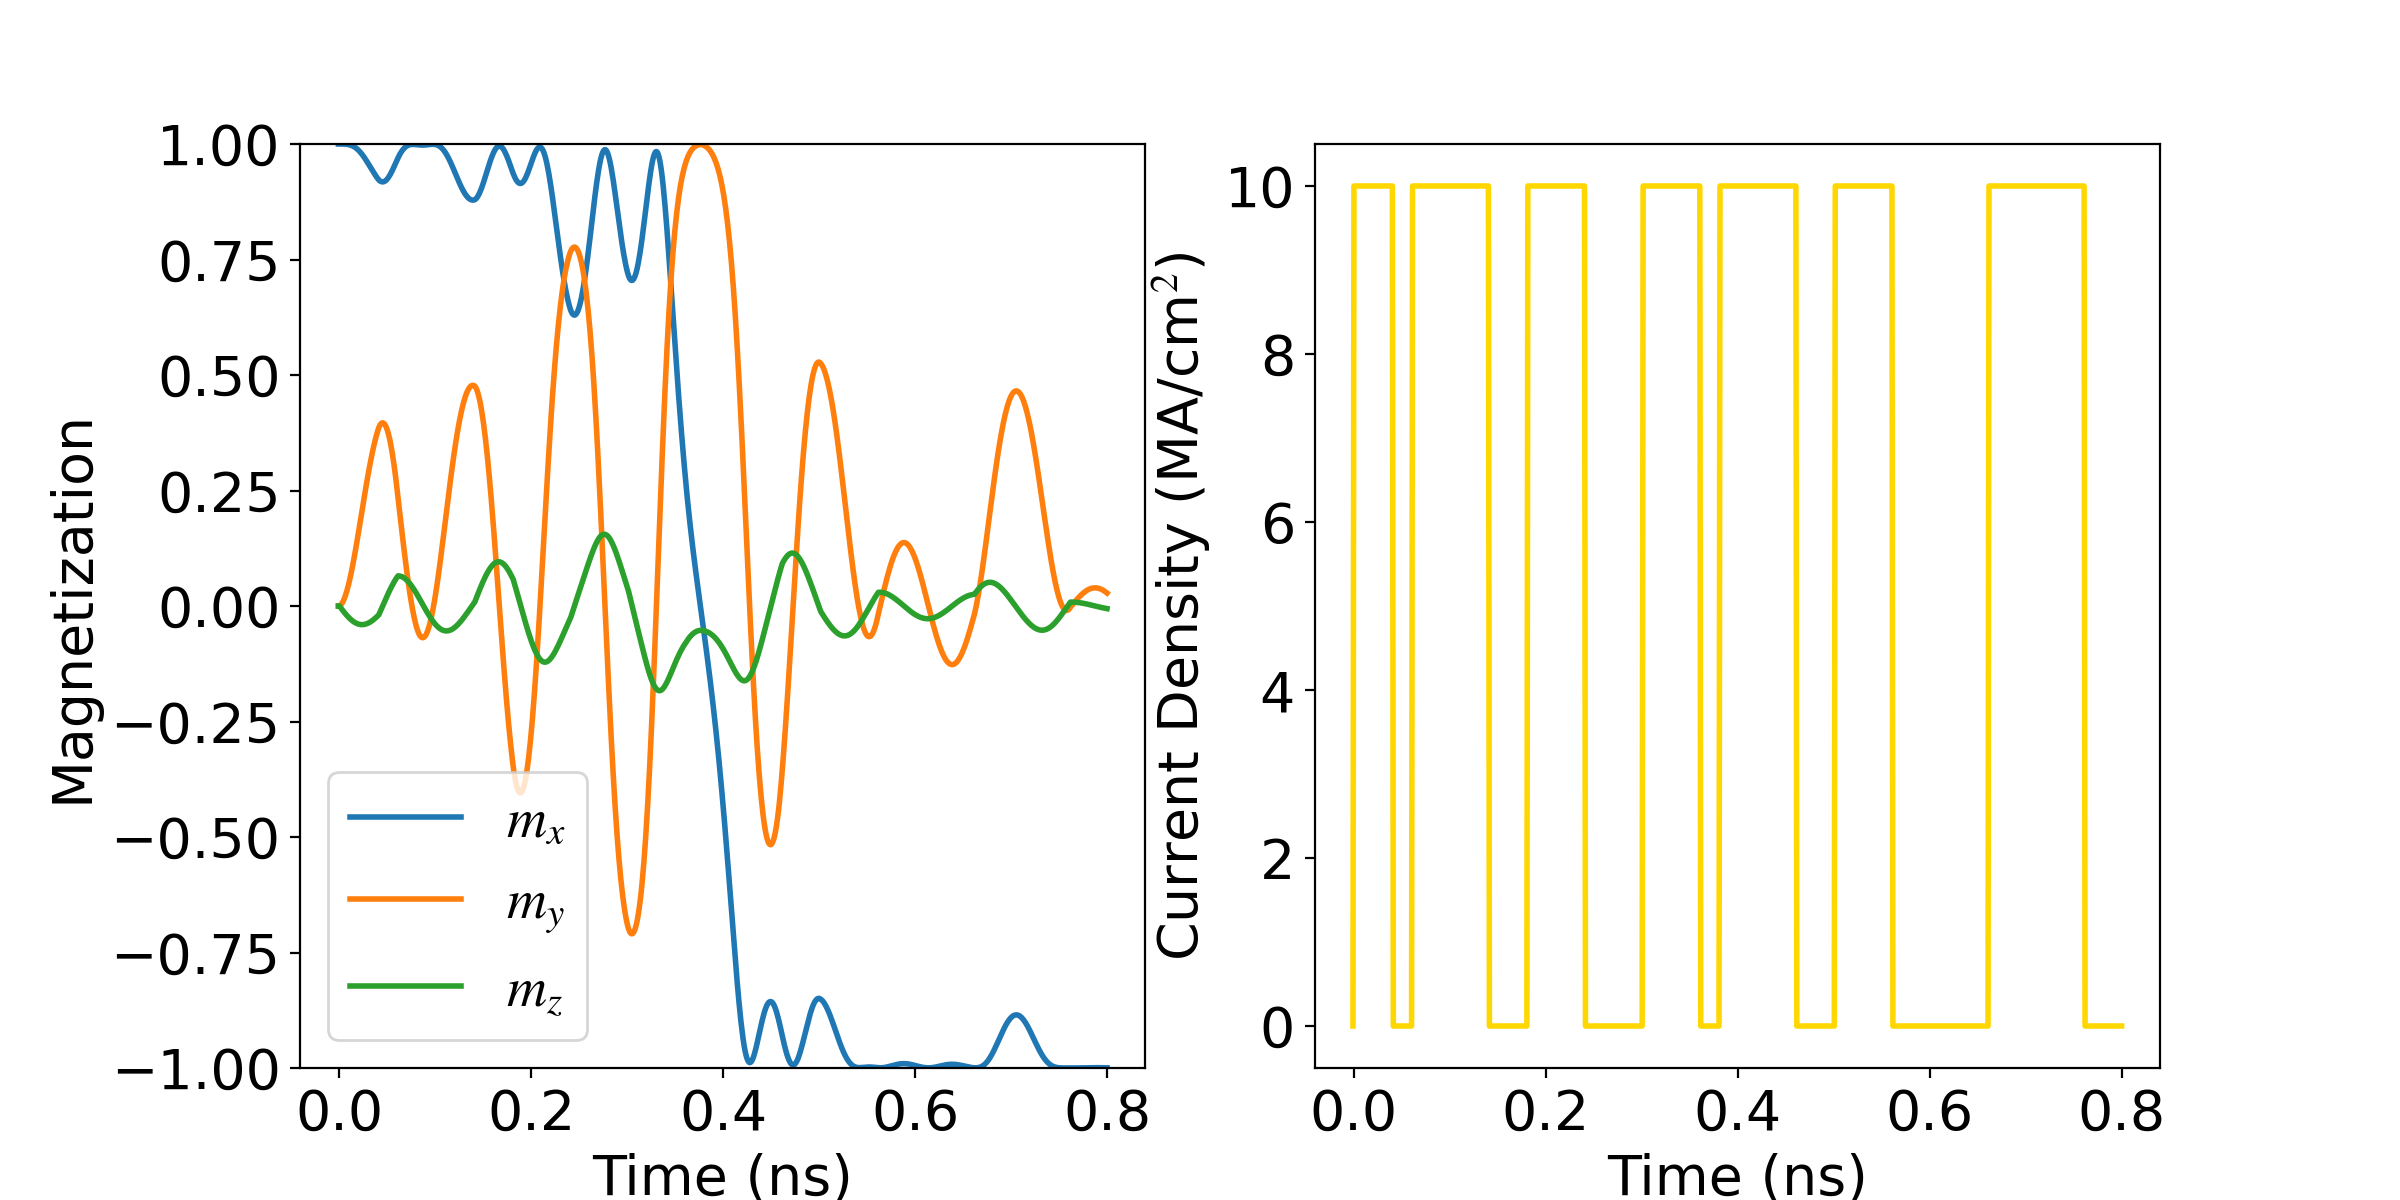 Magnetization
1.00
0.75
0.50
0.25
0.00
−0.25
−0.50
−0.75
−1.00
m_x
m_y
m_z
0.0 0.2 0.4 0.6 0.8
Time (ns)
Current Density (MA/cm²)
10
8
6
4
2
0
0.0 0.2 0.4 0.6 0.8
Time (ns)